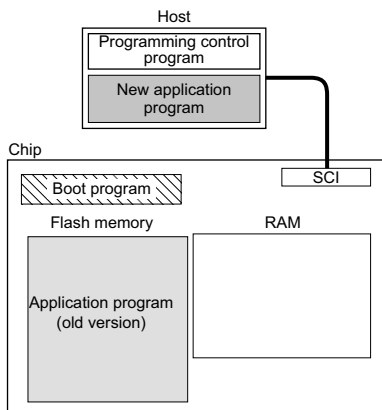 Host
Programming control
program
New application
program
Chip
SCI
Boot program
Flash memory
RAM
Application program
(old version)